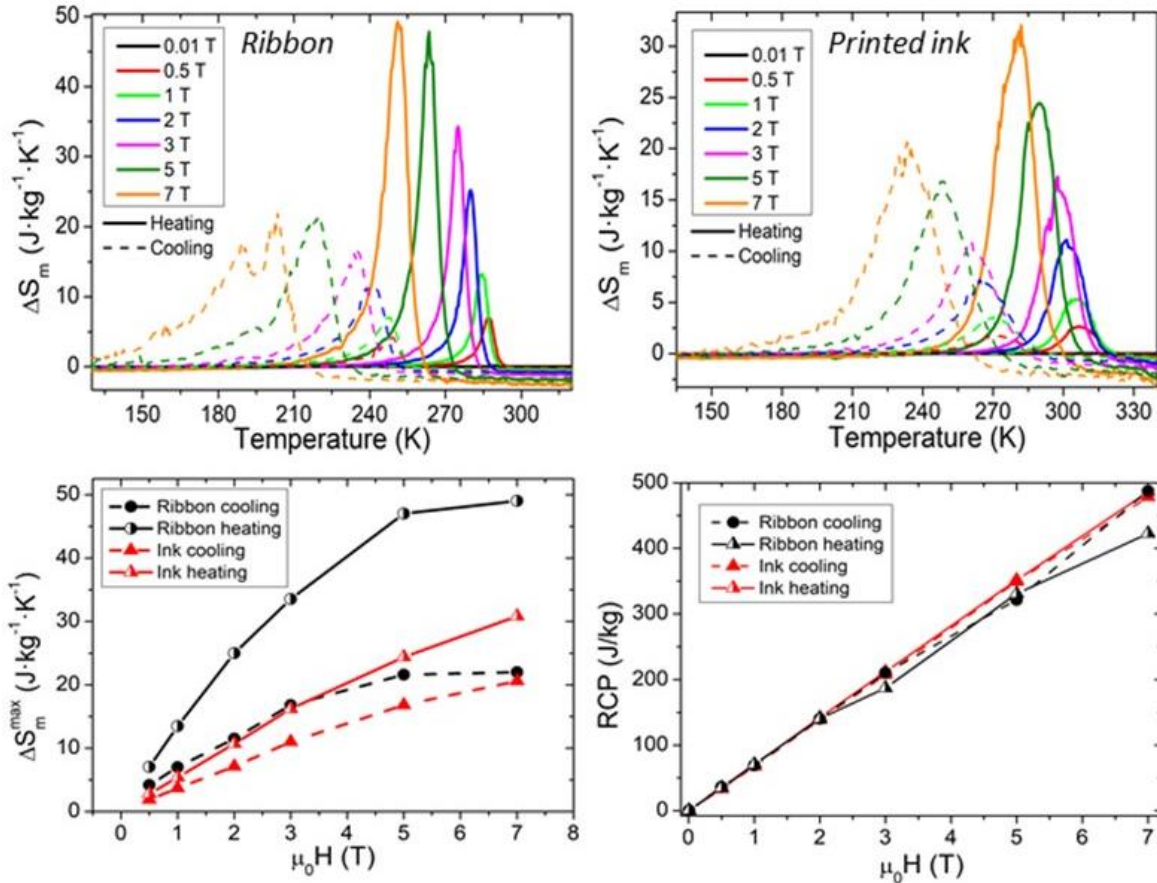 Ribbon
0.01 T
0.5 T
1 T
2 T
3 T
5 T
7 T
Heating
Cooling
50
40
30
20
10
0
ΔSₘ (J·kg⁻¹·K⁻¹)
150 180 210 240 270 300
Temperature (K)
Printed ink
0.01 T
0.5 T
1 T
2 T
3 T
5 T
7 T
Heating
Cooling
30
25
20
15
10
5
0
ΔSₘ (J·kg⁻¹·K⁻¹)
150 180 210 240 270 300 330
Temperature (K)
Ribbon cooling
Ribbon heating
Ink cooling
Ink heating
50
40
30
20
10
0
ΔSₘᵐᵃˣ (J·kg⁻¹·K⁻¹)
0 1 2 3 4 5 6 7 8
μ₀H (T)
Ribbon cooling
Ribbon heating
Ink cooling
Ink heating
500
400
300
200
100
0
RCP (J/kg)
0 1 2 3 4 5 6 7
μ₀H (T)